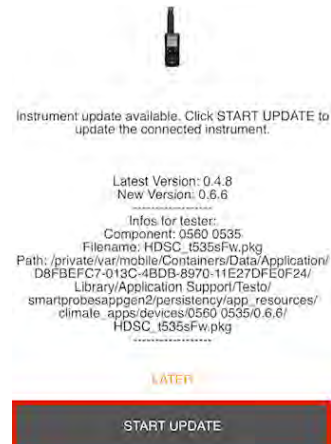 Instrument update available. Click START UPDATE to
update the connected instrument.
Latest Version: 0.4.8
New Version: 0.6.6
------------------
Infos for tester:
Component: 0560 0535
Filename: HDSC_t535sFw.pkg
Path: /private/var/mobile/Containers/Data/Application/
D8FBEFC7-013C-4BDB-8970-11E27DFE0F24/
Library/Application Support/Testo/
smartprobesappgen2/persistency/app_resources/
climate_apps/devices/0560 0535/0.6.6/
HDSC_t535sFw.pkg
------------------
LATER
START UPDATE